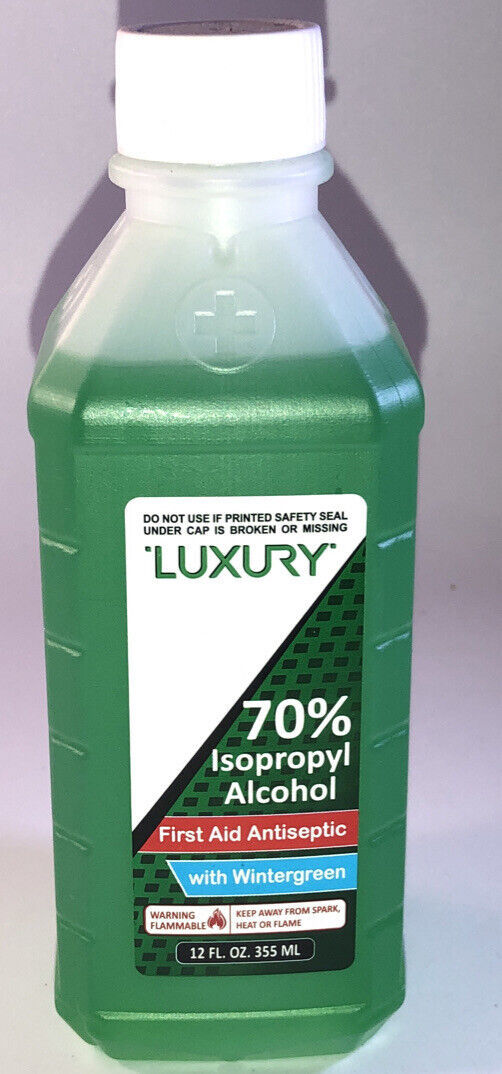 DO NOT USE IF PRINTED SAFETY SEAL
UNDER CAP IS BROKEN OR MISSING
"LUXURY"
70%
Isopropyl
Alcohol
First Aid Antiseptic
with Wintergreen
WARNING
FLAMMABLE
KEEP AWAY FROM SPARK,
HEAT OR FLAME
12 FL. OZ. 355 ML